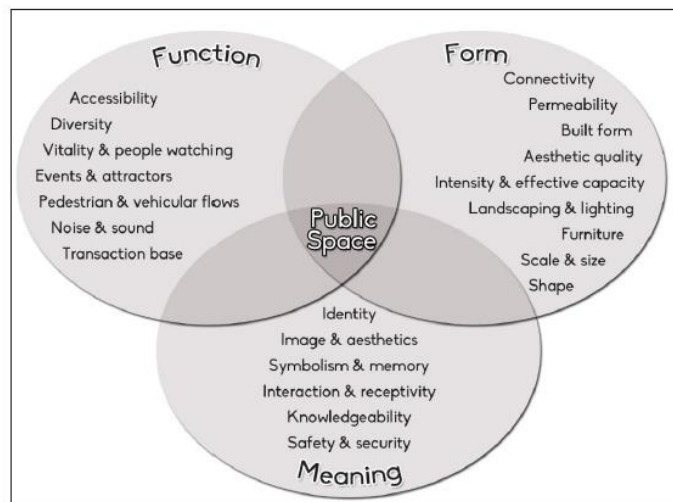 Function
Accessibility
Diversity
Vitality & people watching
Events & attractors
Pedestrian & vehicular flows
Noise & sound
Transaction base
Form
Connectivity
Permeability
Built form
Aesthetic quality
Intensity & effective capacity
Landscaping & lighting
Furniture
Scale & size
Shape
Public
Space
Identity
Image & aesthetics
Symbolism & memory
Interaction & receptivity
Knowledgeability
Safety & security
Meaning